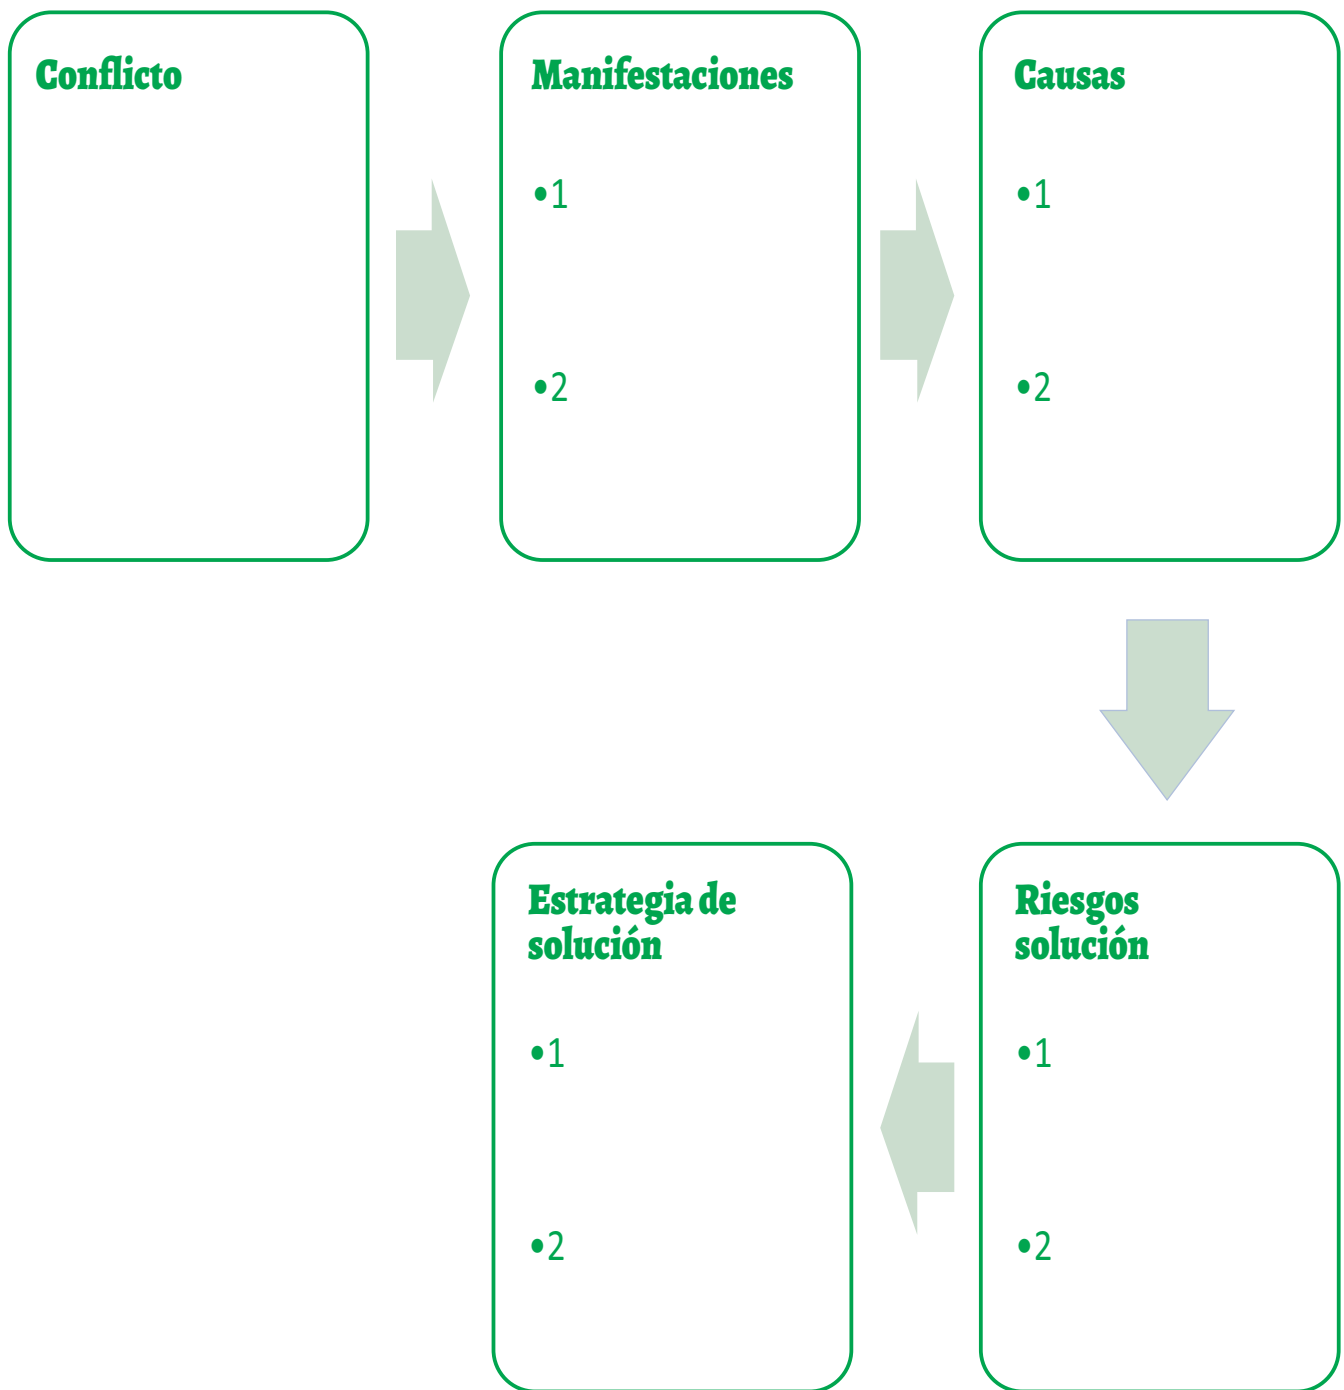 Conflicto
Manifestaciones
•1
•2
Causas
•1
•2
Riesgos
solución
•1
•2
Estrategia de
solución
•1
•2